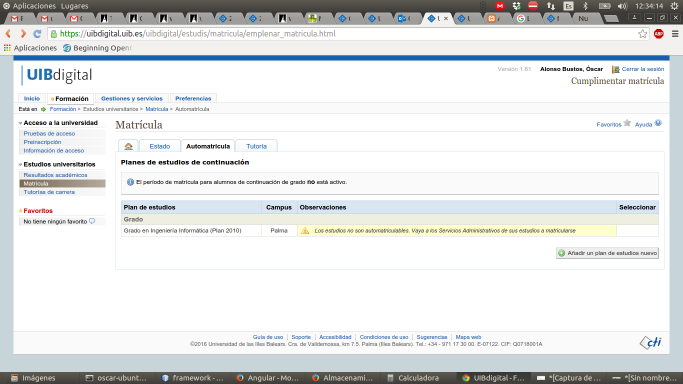 Aplicaciones Lugares
Es
12:34:14
https://uibdigital.uib.es/uibdigital/estudis/matricula/emplenar_matricula.html
Aplicaciones
UIBdigital
Versión 1.81
Alonso Bustos, Óscar
Cerrar la sesión
Cumplimentar matrícula
Inicio
Formación
Gestiones y servicios
Preferencias
Está en
Formación > Estudios universitarios > Matrícula > Automatrícula
Acceso a la universidad
Pruebas de acceso
Preinscripción
Información de acceso
Estudios universitarios
Resultados académicos
Matrícula
Tutorías de carrera
Favoritos
No tiene ningún favorito
Matrícula
Favoritos
Ayuda
Estado
Automatrícula
Tutoría
Planes de estudios de continuación
El período de matrícula para alumnos de continuación de grado no está activo.
Plan de estudios Campus Observaciones Seleccionar
Grado
Grado en Ingeniería Informática (Plan 2010) Palma Los estudios no son automatriculables. Vaya a los Servicios Administrativos de sus estudios a matricularse
Añadir un plan de estudios nuevo
Guía de uso | Soporte | Accesibilidad | Condiciones de uso | Sugerencias | Mapa web
©2016 Universidad de las Illes Balears. Cra. de Valldemossa, km 7.5. Palma (Illes Balears). Tel.: +34 - 971 17 30 00. E-07122. CIF: Q0718001A
cti
Imágenes
oscar-ubunt...
framework - ...
Angular - Mo...
Almacenami...
Calculadora
UIBdigital - F...
*[Captura de ...
*[Sin nombre...